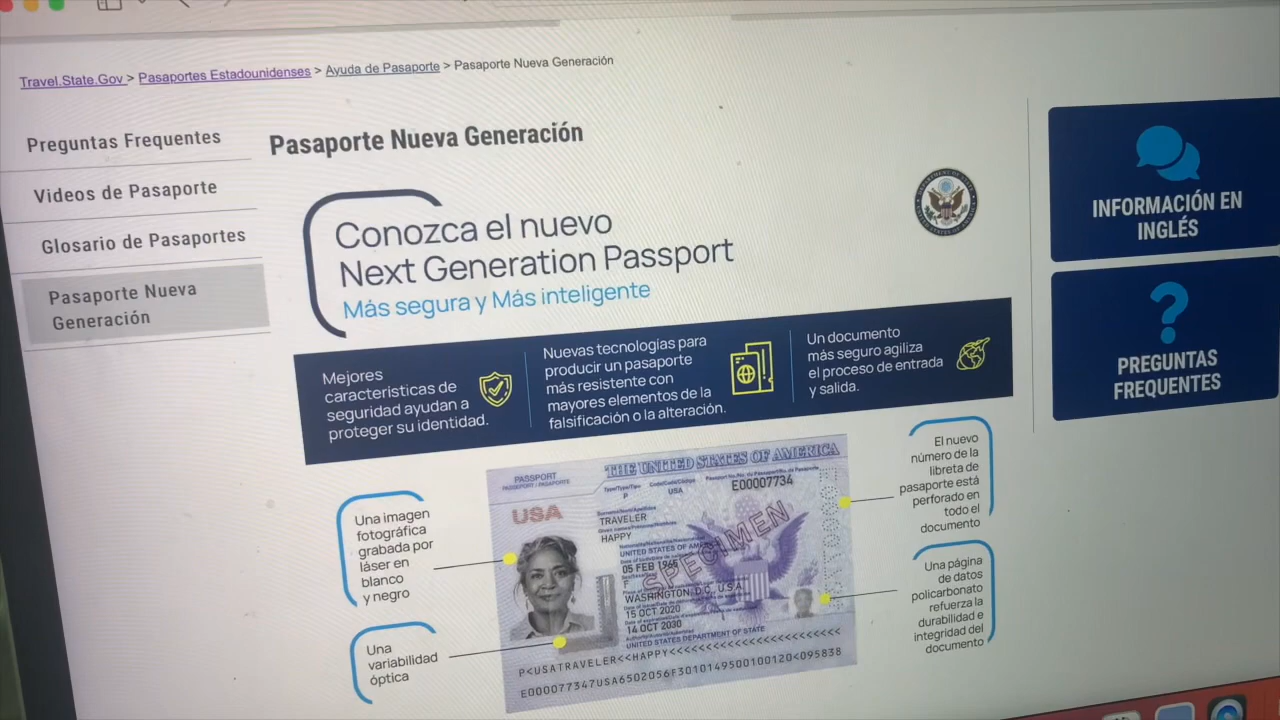 Travel.State.Gov > Pasaportes Estadounidenses > Ayuda de Pasaporte > Pasaporte Nueva Generación
Preguntas Frequentes
Videos de Pasaporte
Glosario de Pasaportes
Pasaporte Nueva
Generación
Pasaporte Nueva Generación
Conozca el nuevo
Next Generation Passport
Más segura y Más inteligente
INFORMACIÓN EN
INGLÉS
PREGUNTAS
FREQUENTES
Mejores
características de
seguridad ayudan a
proteger su identidad.
Nuevas tecnologías para
producir un pasaporte
más resistente con
mayores elementos de la
falsificación o la alteración.
Un documento
más seguro agiliza
el proceso de entrada
y salida.
Una imagen
fotográfica
grabada por
láser en
blanco
y negro
Una
variabilidad
óptica
PASSPORT
PASSEPORT / PASAPORTE
USA
THE UNITED STATES OF AMERICA
P
USA
E00007734
TRAVELER
HAPPY
UNITED STATES OF AMERICA
05 FEB 1965
F
WASHINGTON, D.C., U.S.A.
15 OCT 2020
14 OCT 2030
UNITED STATES DEPARTMENT OF STATE
SPECIMEN
P<USATRAVELER<<HAPPY<<<<<<<<<<<<<<<<<<<<<<<
E000077347USA6502056F3010149500100120<095838
El nuevo
número de la
libreta de
pasaporte está
perforado en
todo el
documento
Una página
de datos
policarbonato
refuerza la
durabilidad e
integridad del
documento